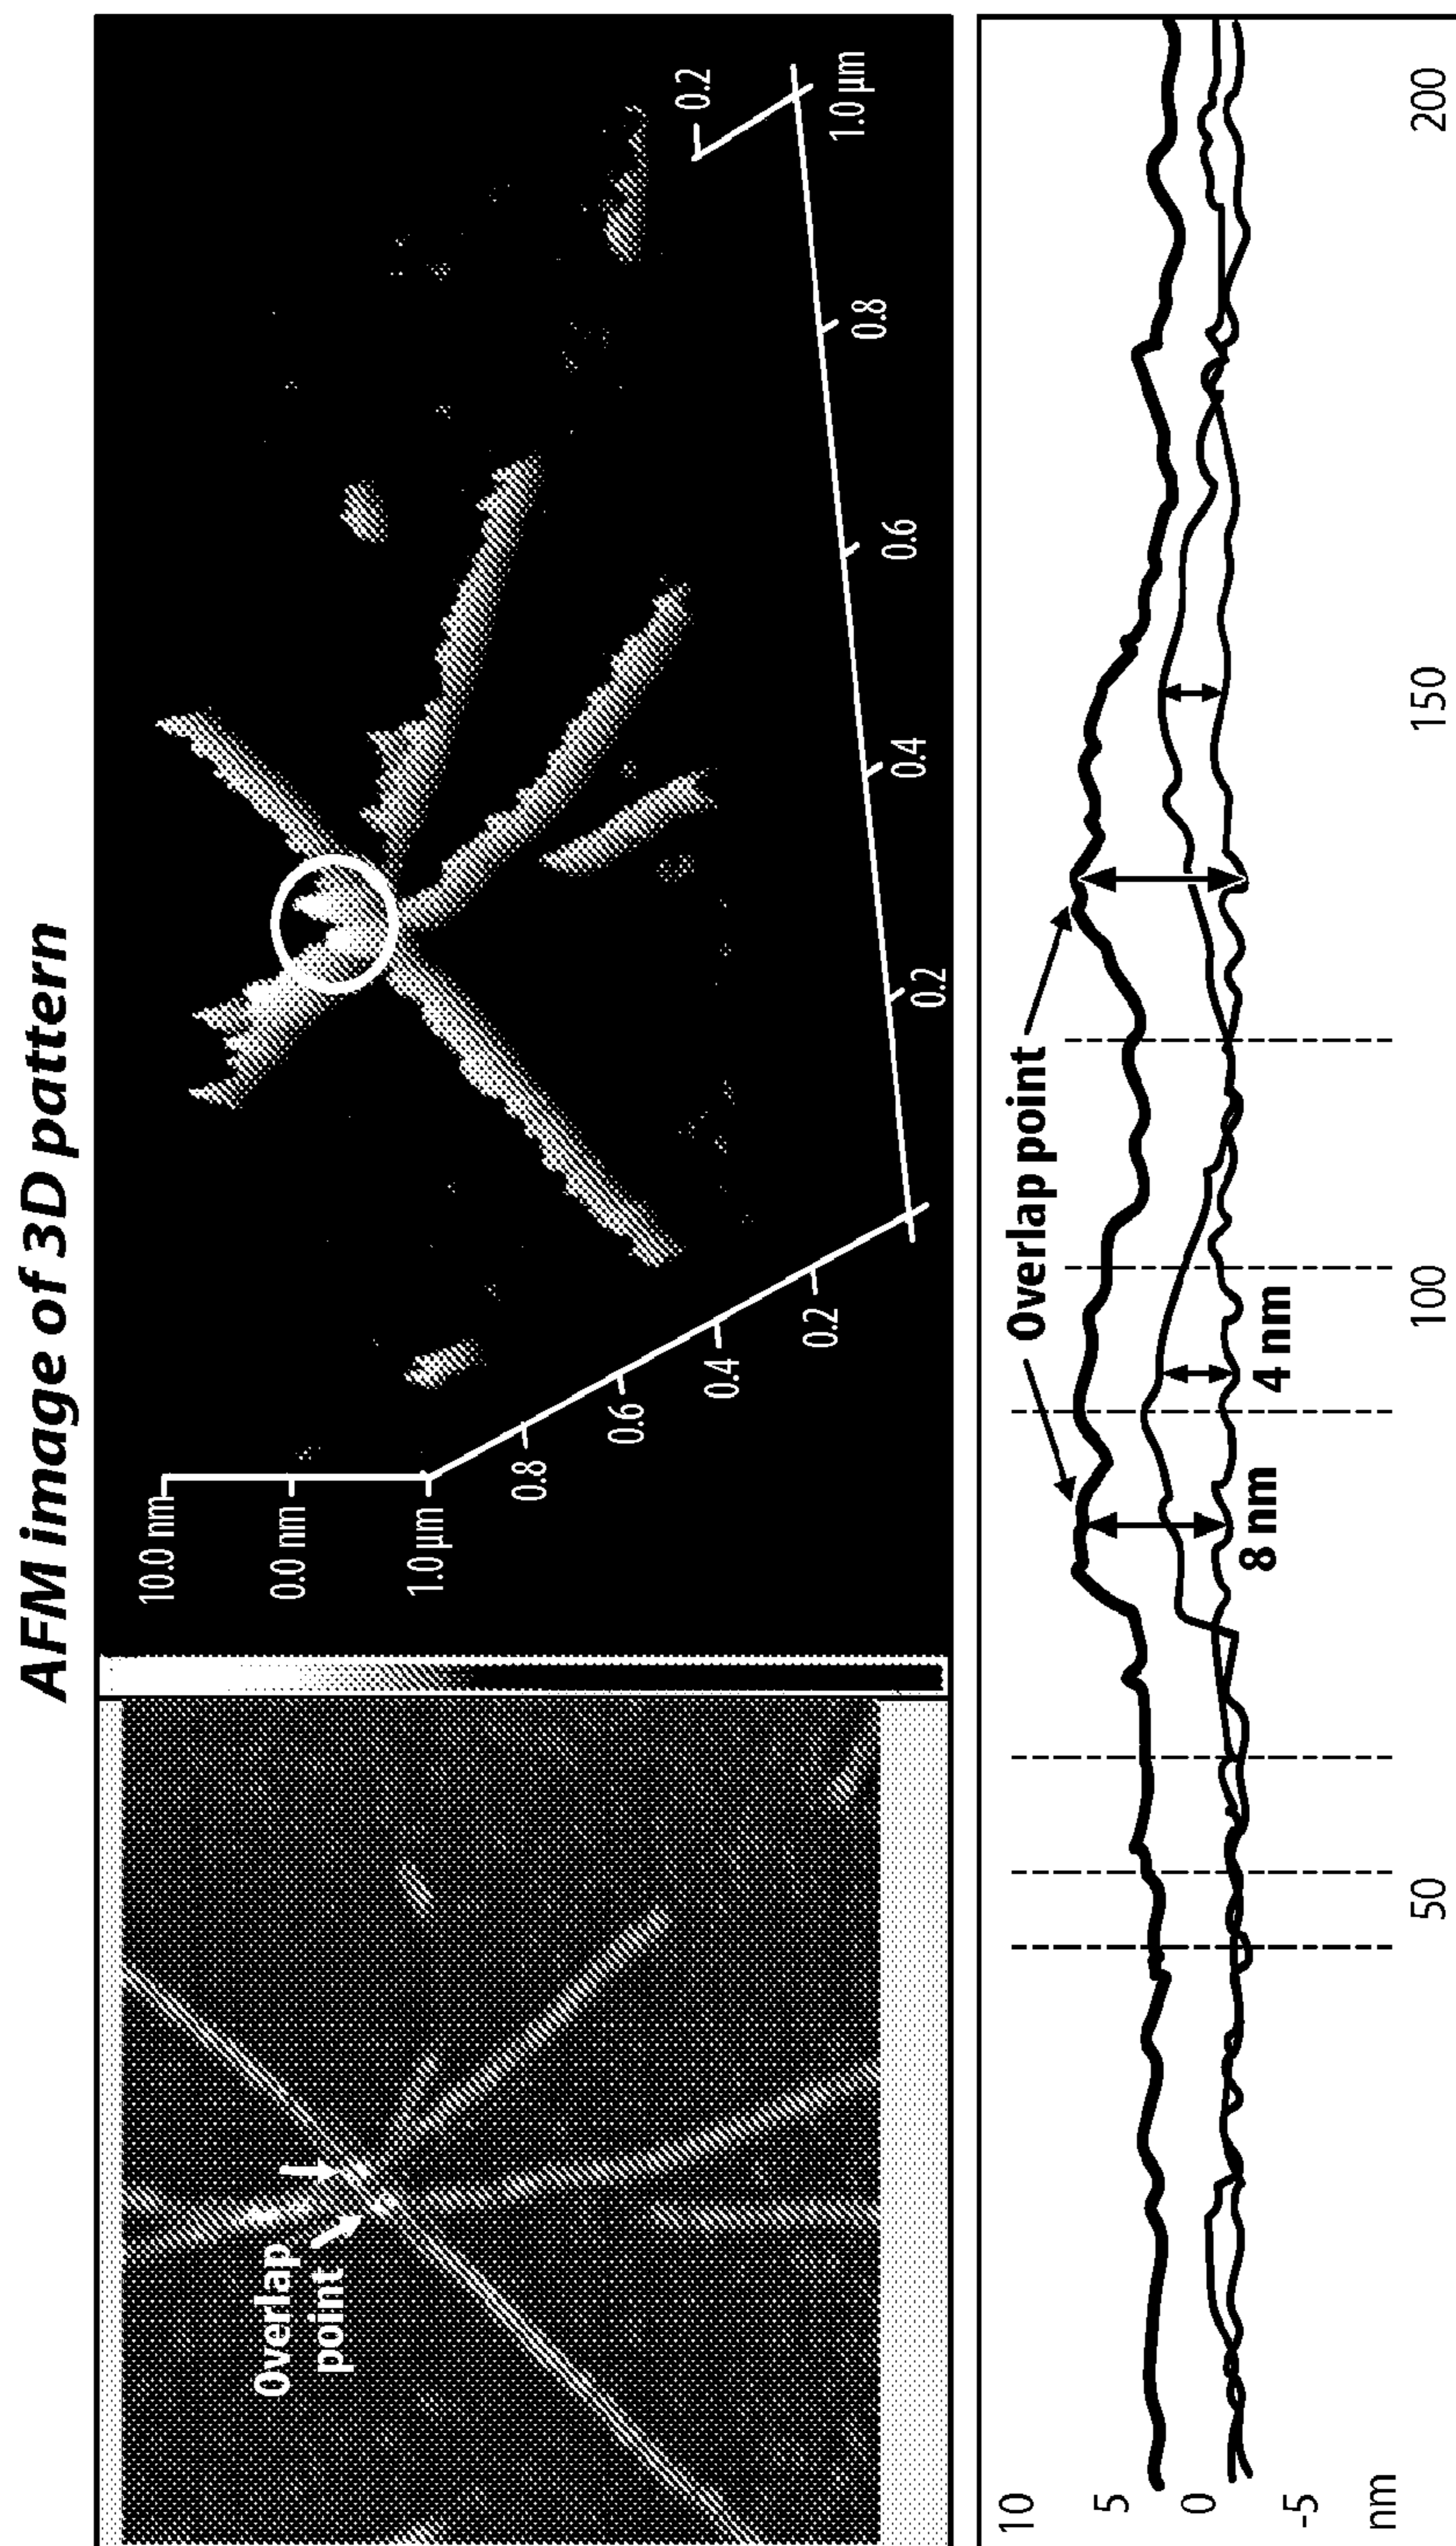 AFM image of 3D pattern
Overlap
point
10.0 nm
0.0 nm
1.0 µm
0.8
0.6
0.4
0.2
0.2
0.4
0.6
0.8
1.0 µm
0.2
Overlap point
8 nm
4 nm
10
5
0
-5
nm
50
100
150
200